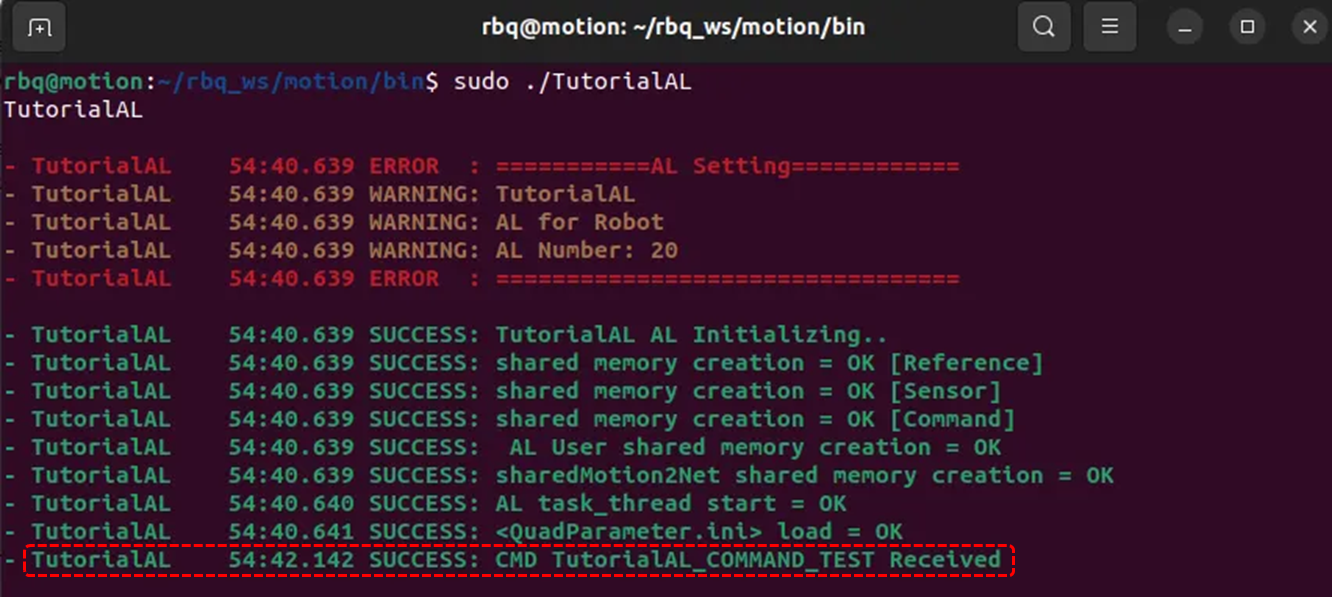 rbq@motion: ~/rbq_ws/motion/bin
rbq@motion:~/rbq_ws/motion/bin$ sudo ./TutorialAL
TutorialAL
- TutorialAL    54:40.639 ERROR  : ===========AL Setting============
- TutorialAL    54:40.639 WARNING: TutorialAL
- TutorialAL    54:40.639 WARNING: AL for Robot
- TutorialAL    54:40.639 WARNING: AL Number: 20
- TutorialAL    54:40.639 ERROR  : =================================
- TutorialAL    54:40.639 SUCCESS: TutorialAL AL Initializing..
- TutorialAL    54:40.639 SUCCESS: shared memory creation = OK [Reference]
- TutorialAL    54:40.639 SUCCESS: shared memory creation = OK [Sensor]
- TutorialAL    54:40.639 SUCCESS: shared memory creation = OK [Command]
- TutorialAL    54:40.639 SUCCESS:  AL User shared memory creation = OK
- TutorialAL    54:40.639 SUCCESS: sharedMotion2Net shared memory creation = OK
- TutorialAL    54:40.640 SUCCESS: AL task_thread start = OK
- TutorialAL    54:40.641 SUCCESS: <QuadParameter.ini> load = OK
- TutorialAL    54:42.142 SUCCESS: CMD TutorialAL_COMMAND_TEST Received